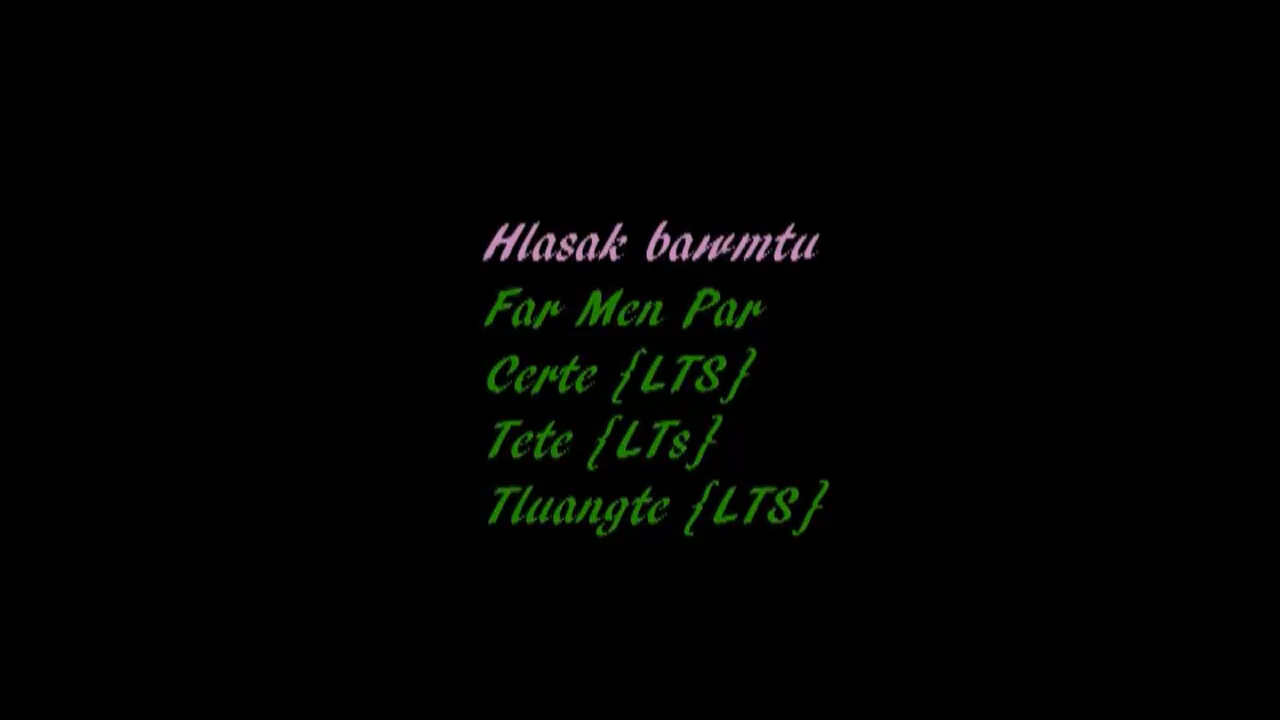 Hlasak bawmtu
Far Men Par
Certe {LTS}
Tete {LTs}
Tluangte {LTS}